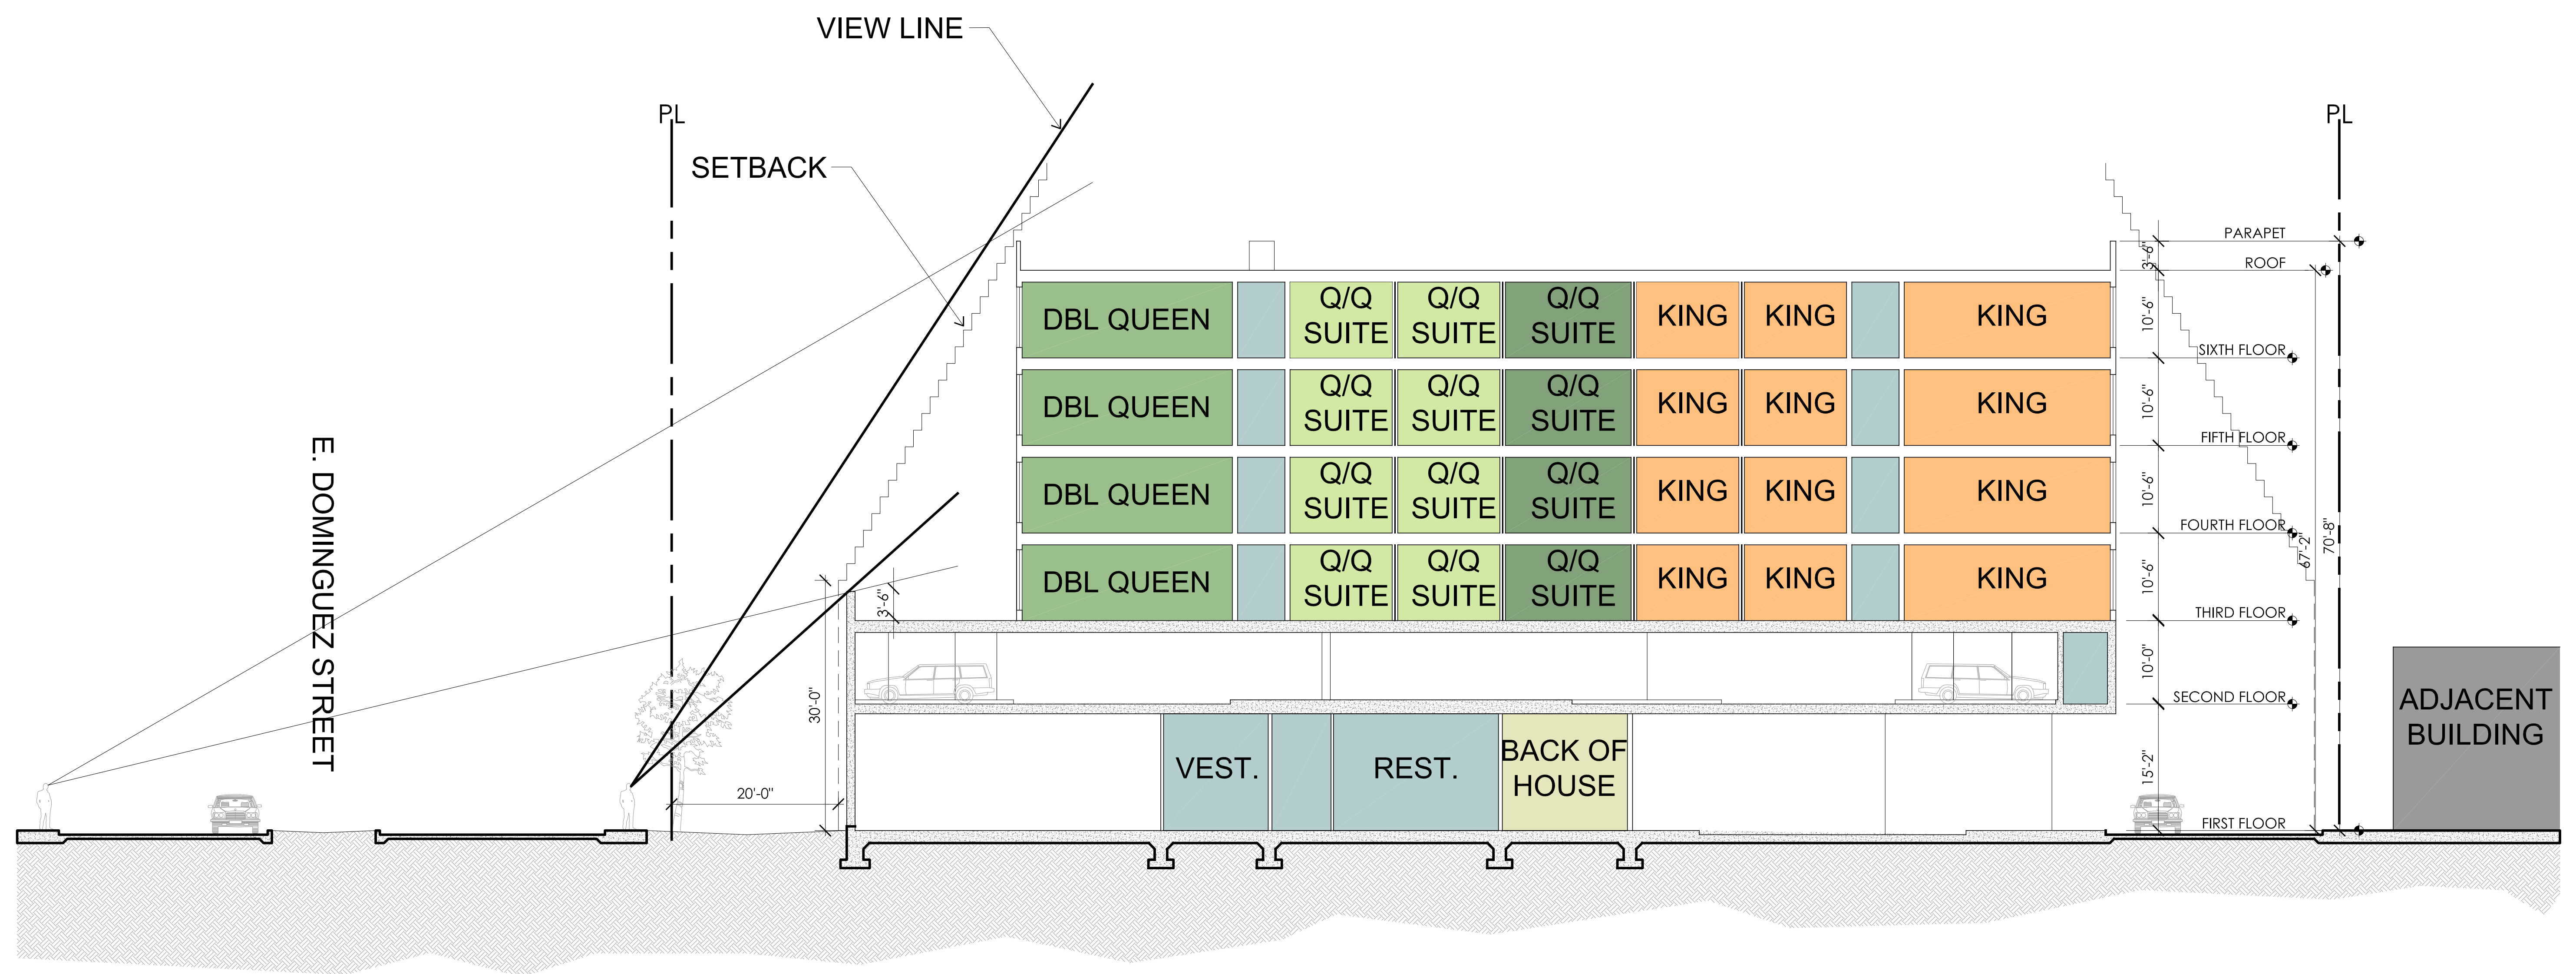 VIEW LINE
PL
PL
SETBACK
PARAPET
3'-6"
ROOF
DBL QUEEN
Q/Q
SUITE
Q/Q
SUITE
Q/Q
SUITE
KING
KING
KING
10'-6"
SIXTH FLOOR
DBL QUEEN
Q/Q
SUITE
Q/Q
SUITE
Q/Q
SUITE
KING
KING
KING
10'-6"
FIFTH FLOOR
E. DOMINGUEZ STREET
DBL QUEEN
Q/Q
SUITE
Q/Q
SUITE
Q/Q
SUITE
KING
KING
KING
10'-6"
FOURTH FLOOR
67'-2"
70'-8"
3'-6"
DBL QUEEN
Q/Q
SUITE
Q/Q
SUITE
Q/Q
SUITE
KING
KING
KING
10'-6"
THIRD FLOOR
30'-0"
10'-0"
SECOND FLOOR
ADJACENT
BUILDING
20'-0"
VEST.
REST.
BACK OF
HOUSE
15'-2"
FIRST FLOOR